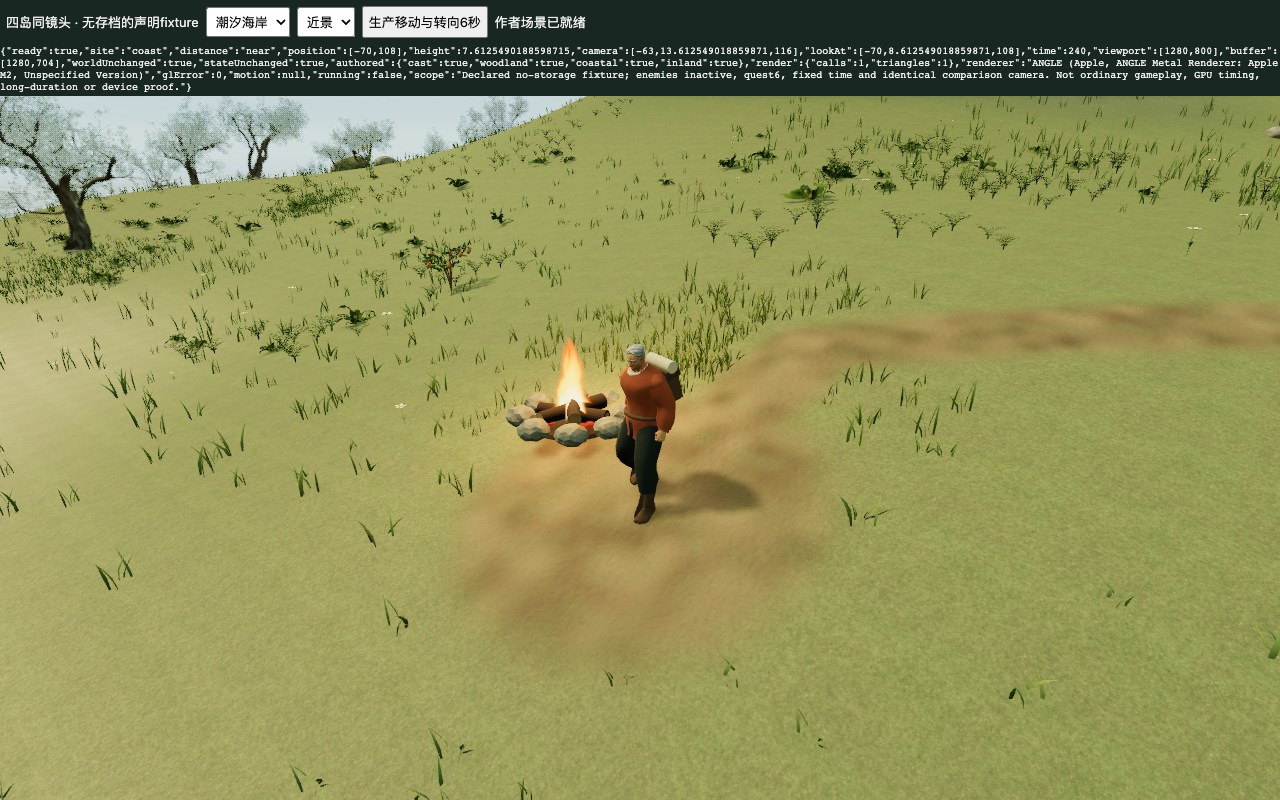 四岛同镜头 · 无存档的声明fixture 潮汐海岸 近景 生产移动与转向6秒 作者场景已就绪
{"ready":true,"site":"coast","distance":"near","position":[-70,108],"height":7.6125490188598715,"camera":[-63,13.612549018859871,116],"lookAt":[-70,8.612549018859871,108],"time":240,"viewport":[1280,800],"buffer":
[1280,704],"worldUnchanged":true,"stateUnchanged":true,"authored":{"cast":true,"woodland":true,"coastal":true,"inland":true},"render":{"calls":1,"triangles":1},"renderer":"ANGLE (Apple, ANGLE Metal Renderer: Apple
M2, Unspecified Version)","glError":0,"motion":null,"running":false,"scope":"Declared no-storage fixture; enemies inactive, quest6, fixed time and identical comparison camera. Not ordinary gameplay, GPU timing,
long-duration or device proof."}